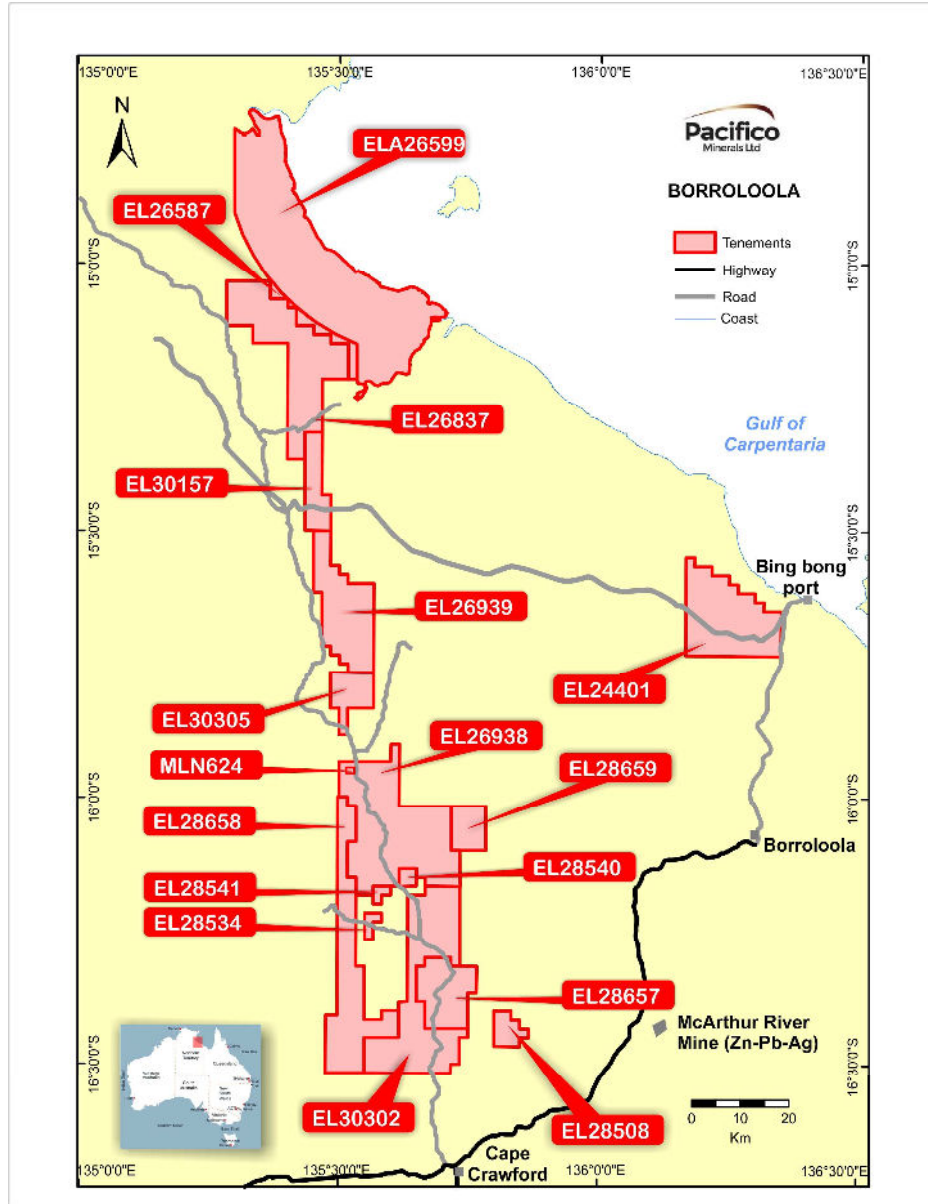 135°0'0"E
135°30'0"E
136°0'0"E
136°30'0"E
N
Pacifico
Minerals Ltd
BORROLOOLA
Tenements
Highway
Road
Coast
ELA26599
EL26587
15°0'0"S
15°0'0"S
EL26837
Gulf of
Carpentaria
EL30157
15°30'0"S
15°30'0"S
Bing bong
port
EL26939
EL24401
EL30305
EL26938
MLN624
EL28659
16°0'0"S
16°0'0"S
EL28658
Borroloola
EL28540
EL28541
EL28534
EL28657
McArthur River
Mine (Zn-Pb-Ag)
16°30'0"S
16°30'0"S
EL30302
EL28508
0
10
20
Km
Cape
Crawford
135°0'0"E
135°30'0"E
136°0'0"E
136°30'0"E